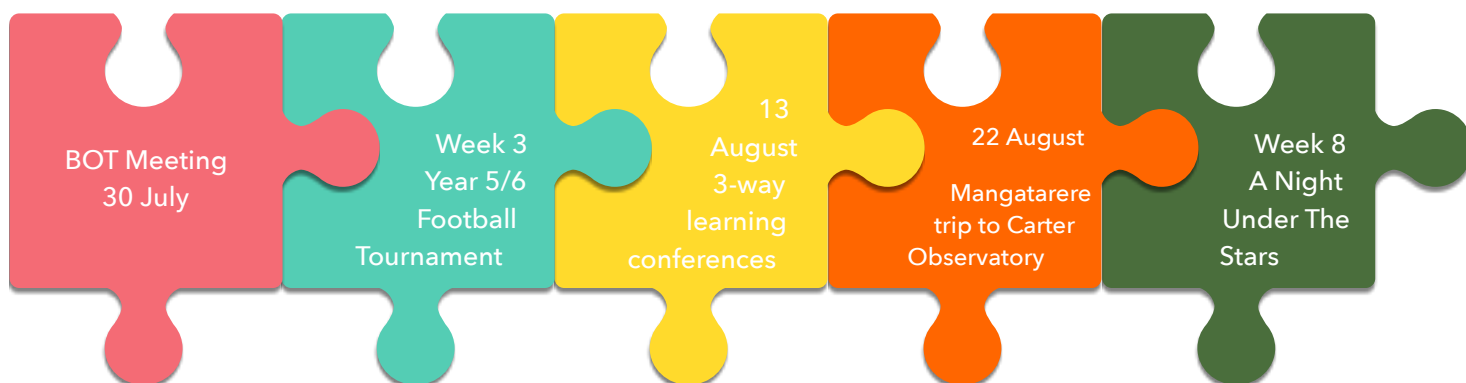 BOT Meeting
30 July
Week 3
Year 5/6
Football
Tournament
13
August
3-way
learning
conferences
22 August
Mangatarere
trip to Carter
Observatory
Week 8
A Night
Under The
Stars